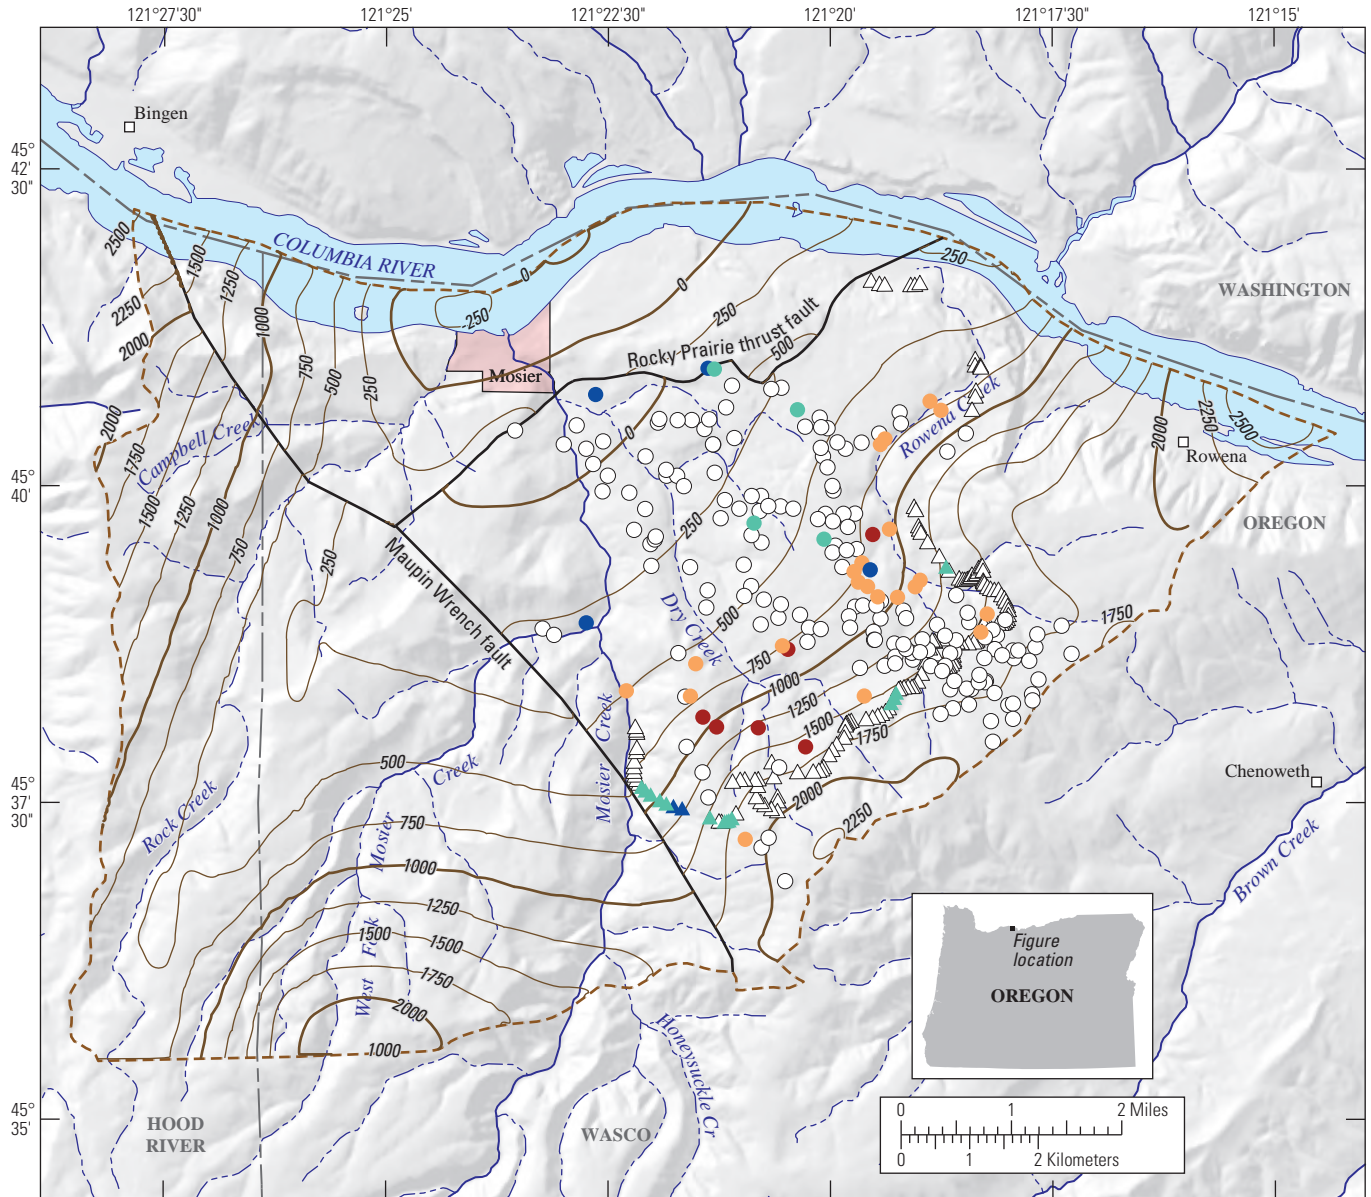 121°27'30"
121°25
121°22'30"
121°20
121°17'30"
121°15
Bingen
45°
42'
30"
2500
1500
1250
COLUMBIA RIVER
0
0
250
WASHINGTON
2250
2000
1000
750
500
250
-250
250
Rocky Prairie thrust fault
500
Mosier
2000
1750
Campbell Creek
0
Rowena Creek
2000
2250
2500
Rowena
45°
40'
1500
1250
1000
750
250
250
OREGON
Maupin Wrench fault
Dry Creek
500
750
1000
1250
1500
1750
1750
Mosier Creek
500
Creek
45°
37'
30"
Rock Creek
750
Mosier
2000
2250
Chenoweth
1000
1250
Brown Creek
1500
Fork
1500
1750
West
2000
1000
Honeysuckle Cr
Figure
location
OREGON
45°
35'
HOOD
RIVER
WASCO
0 1 2 Miles
0 1 2 Kilometers